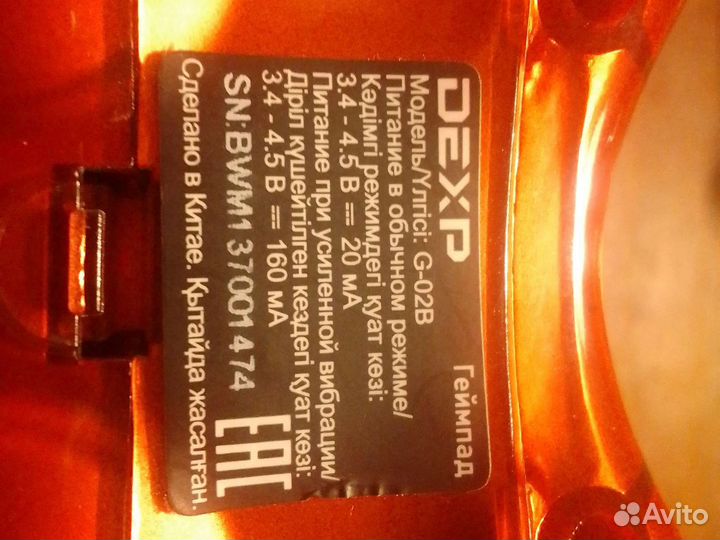 DEXP
Геймпад
Модель/Үлгісі: G-02B
Питание в обычном режиме/
Кәдімгі режимдегі қуат көзі:
3.4 - 4.5 В ⎓ 20 мА
Питание при усиленной вибрации/
Діріл күшейтілген кездегі қуат көзі:
3.4 - 4.5 В ⎓ 160 мА
SN:BWM137001474
EAC
Сделано в Китае. Қытайда жасалған.
Avito